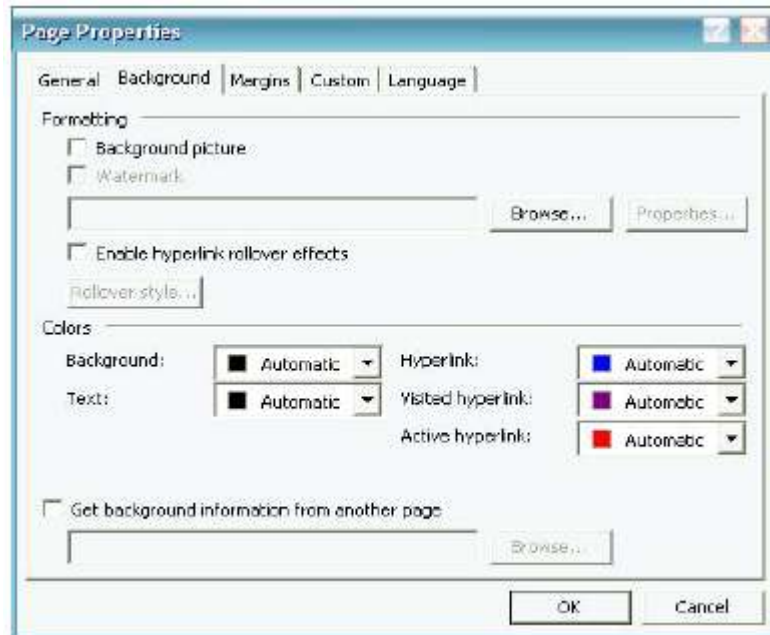 Page Properties
General Background Margins Custom Language
Formatting
Background picture
Watermark
Browse... Properties...
Enable hyperlink rollover effects
Rollover style...
Colors
Background: Automatic Hyperlink: Automatic
Text: Automatic Visited hyperlink: Automatic
Active hyperlink: Automatic
Get background information from another page
Browse...
OK Cancel